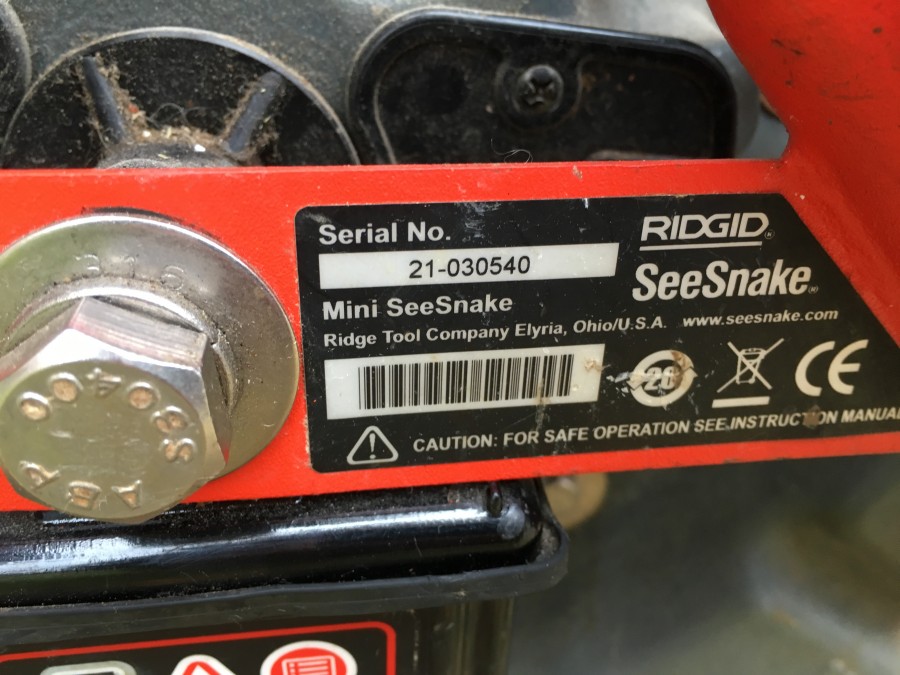 Serial No.
RIDGID
21-030540
SeeSnake
Mini SeeSnake
Ridge Tool Company Elyria, Ohio/U.S.A. www.seesnake.com
CE
CAUTION: FOR SAFE OPERATION SEE.INSTRUCTION MANUAL
316